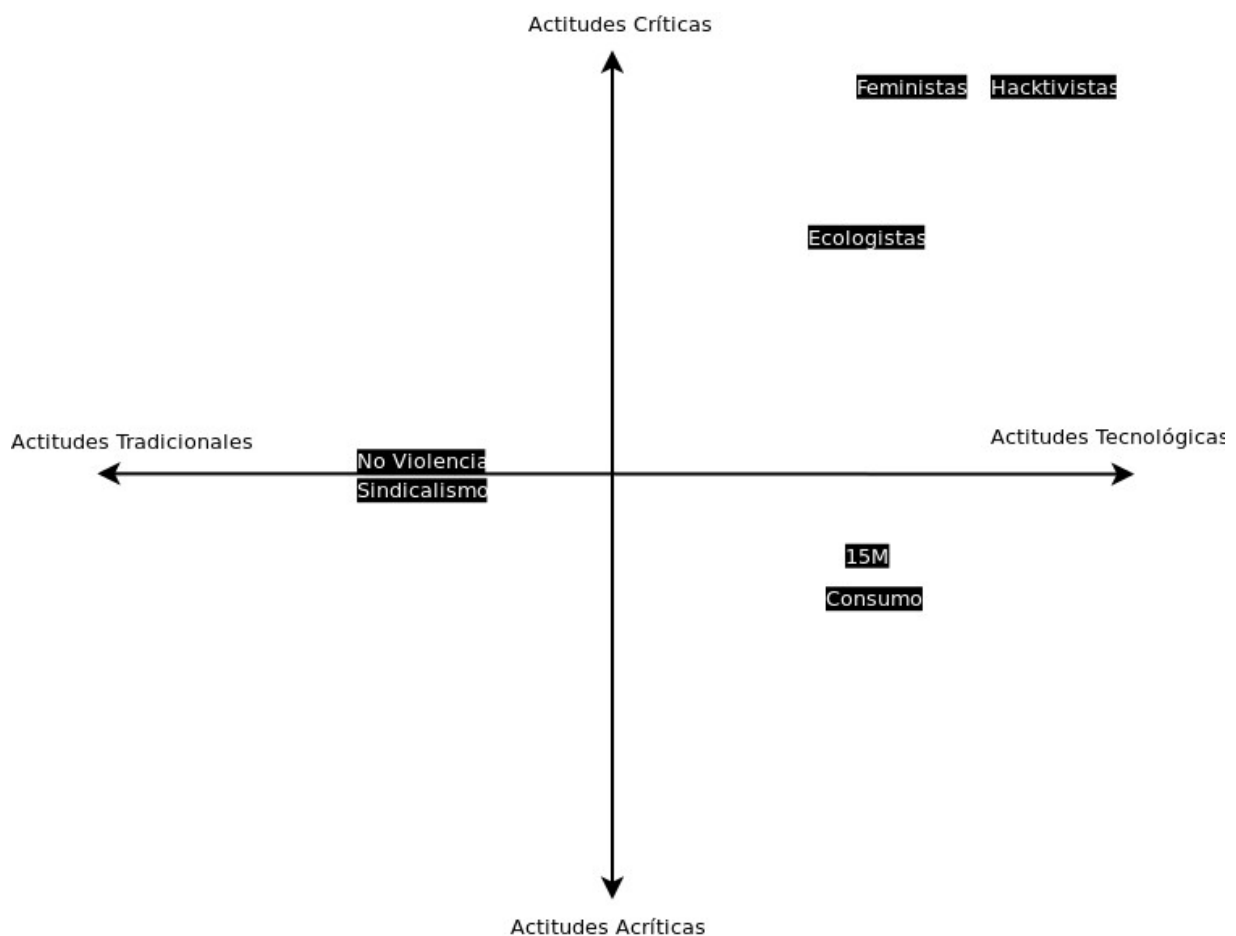 Actitudes Críticas
Feministas Hacktivistas
Ecologistas
Actitudes Tradicionales
Actitudes Tecnológicas
No Violencia
Sindicalismo
15M
Consumo
Actitudes Acríticas